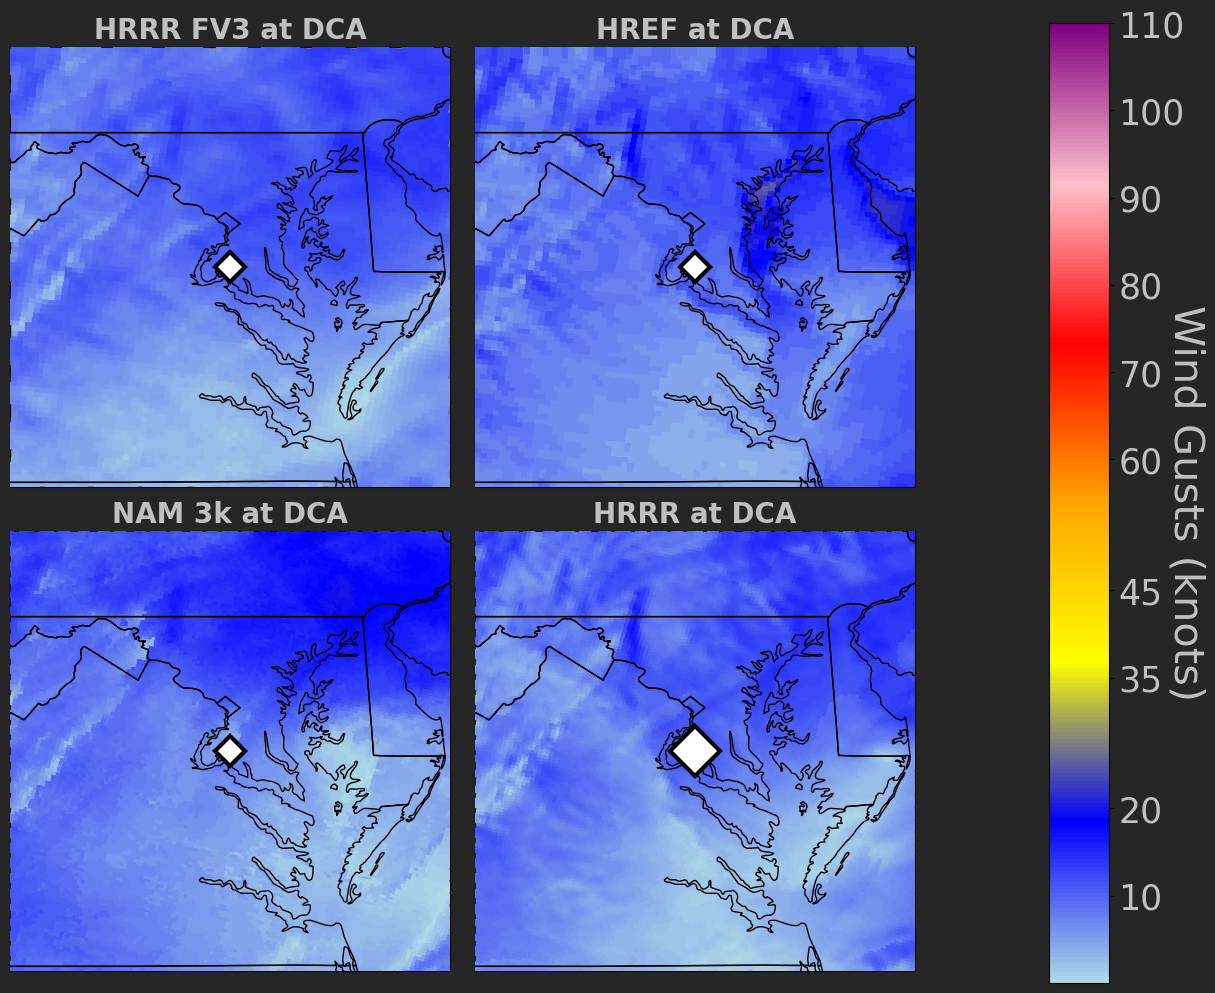 HRRR FV3 at DCA
HREF at DCA
NAM 3k at DCA
HRRR at DCA
110
100
90
80
70
60
45
35
20
10
Wind Gusts (knots)